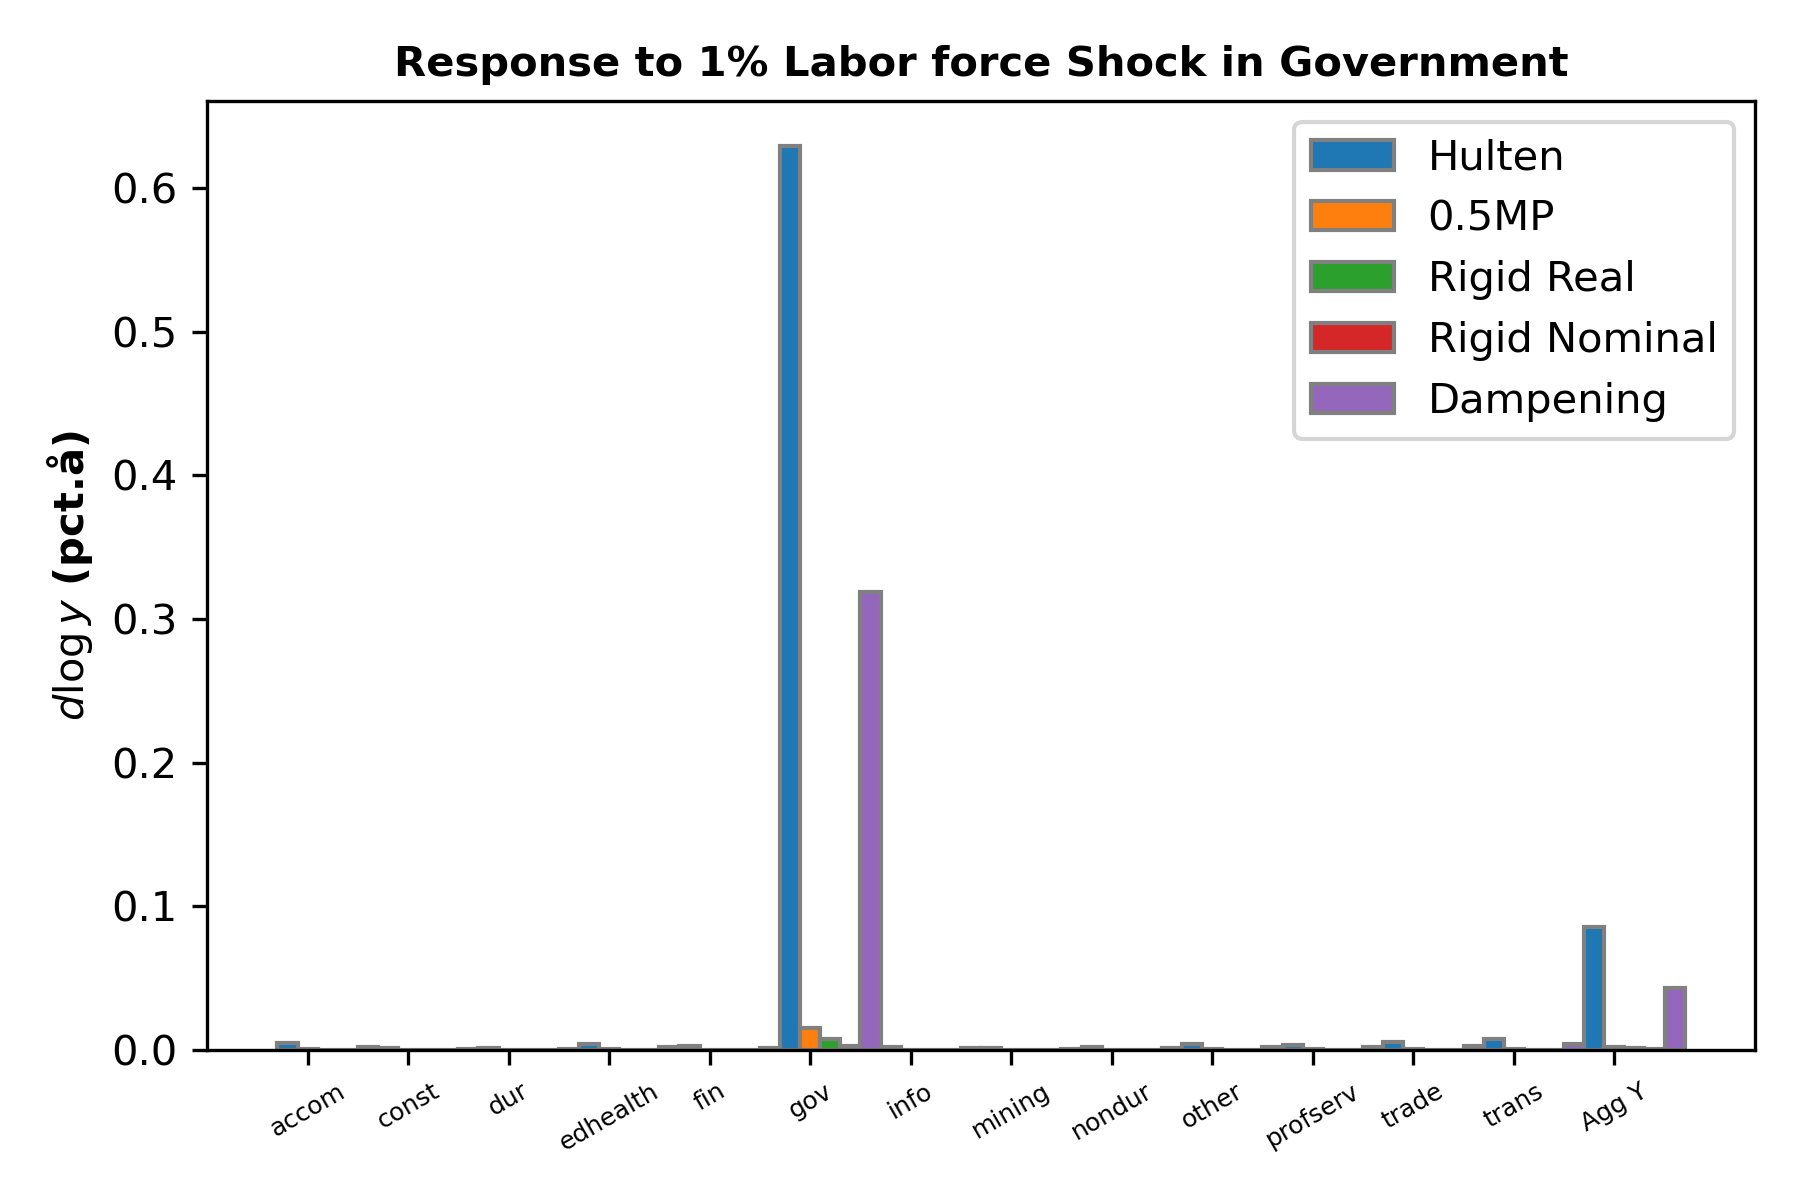 Response to 1% Labor force Shock in Government
dlog y (pct.å)
0.6
0.5
0.4
0.3
0.2
0.1
0.0
Hulten
0.5MP
Rigid Real
Rigid Nominal
Dampening
accom const dur edhealth fin gov info mining nondur other profserv trade trans Agg Y